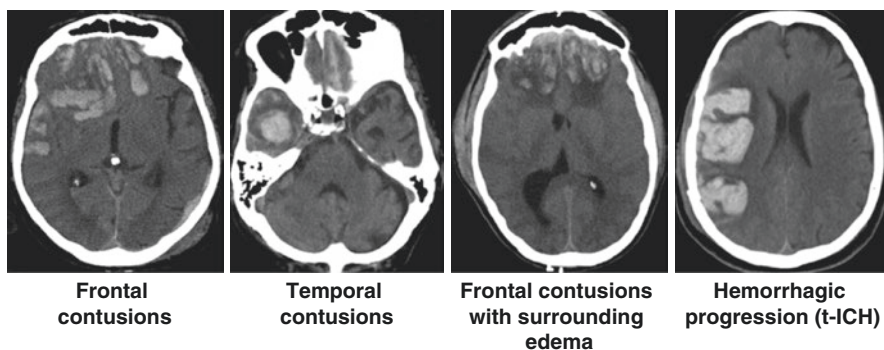 Frontal
contusions
Temporal
contusions
Frontal contusions
with surrounding
edema
Hemorrhagic
progression (t-ICH)